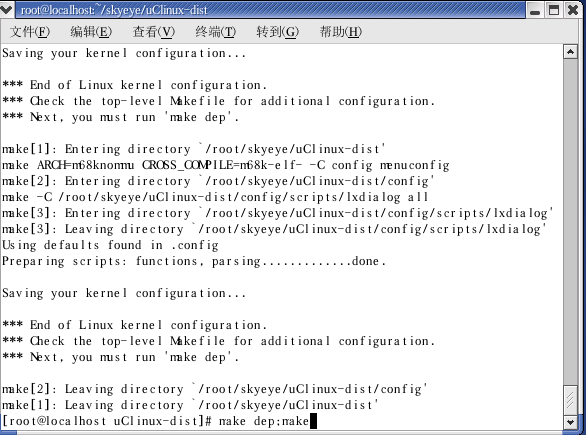 root@localhost:~/skyeye/uClinux-dist
文件(F) 编辑(E) 查看(V) 终端(T) 转到(G) 帮助(H)
Saving your kernel configuration...
*** End of Linux kernel configuration.
*** Check the top-level Makefile for additional configuration.
*** Next, you must run 'make dep'.
make[1]: Entering directory `/root/skyeye/uClinux-dist'
make ARCH=m68knommu CROSS_COMPILE=m68k-elf- -C config menuconfig
make[2]: Entering directory `/root/skyeye/uClinux-dist/config'
make -C /root/skyeye/uClinux-dist/config/scripts/lxdialog all
make[3]: Entering directory `/root/skyeye/uClinux-dist/config/scripts/lxdialog'
make[3]: Leaving directory `/root/skyeye/uClinux-dist/config/scripts/lxdialog'
Using defaults found in .config
Preparing scripts: functions, parsing.............done.
Saving your kernel configuration...
*** End of Linux kernel configuration.
*** Check the top-level Makefile for additional configuration.
*** Next, you must run 'make dep'.
make[2]: Leaving directory `/root/skyeye/uClinux-dist/config'
make[1]: Leaving directory `/root/skyeye/uClinux-dist'
[root@localhost uClinux-dist]# make dep;make